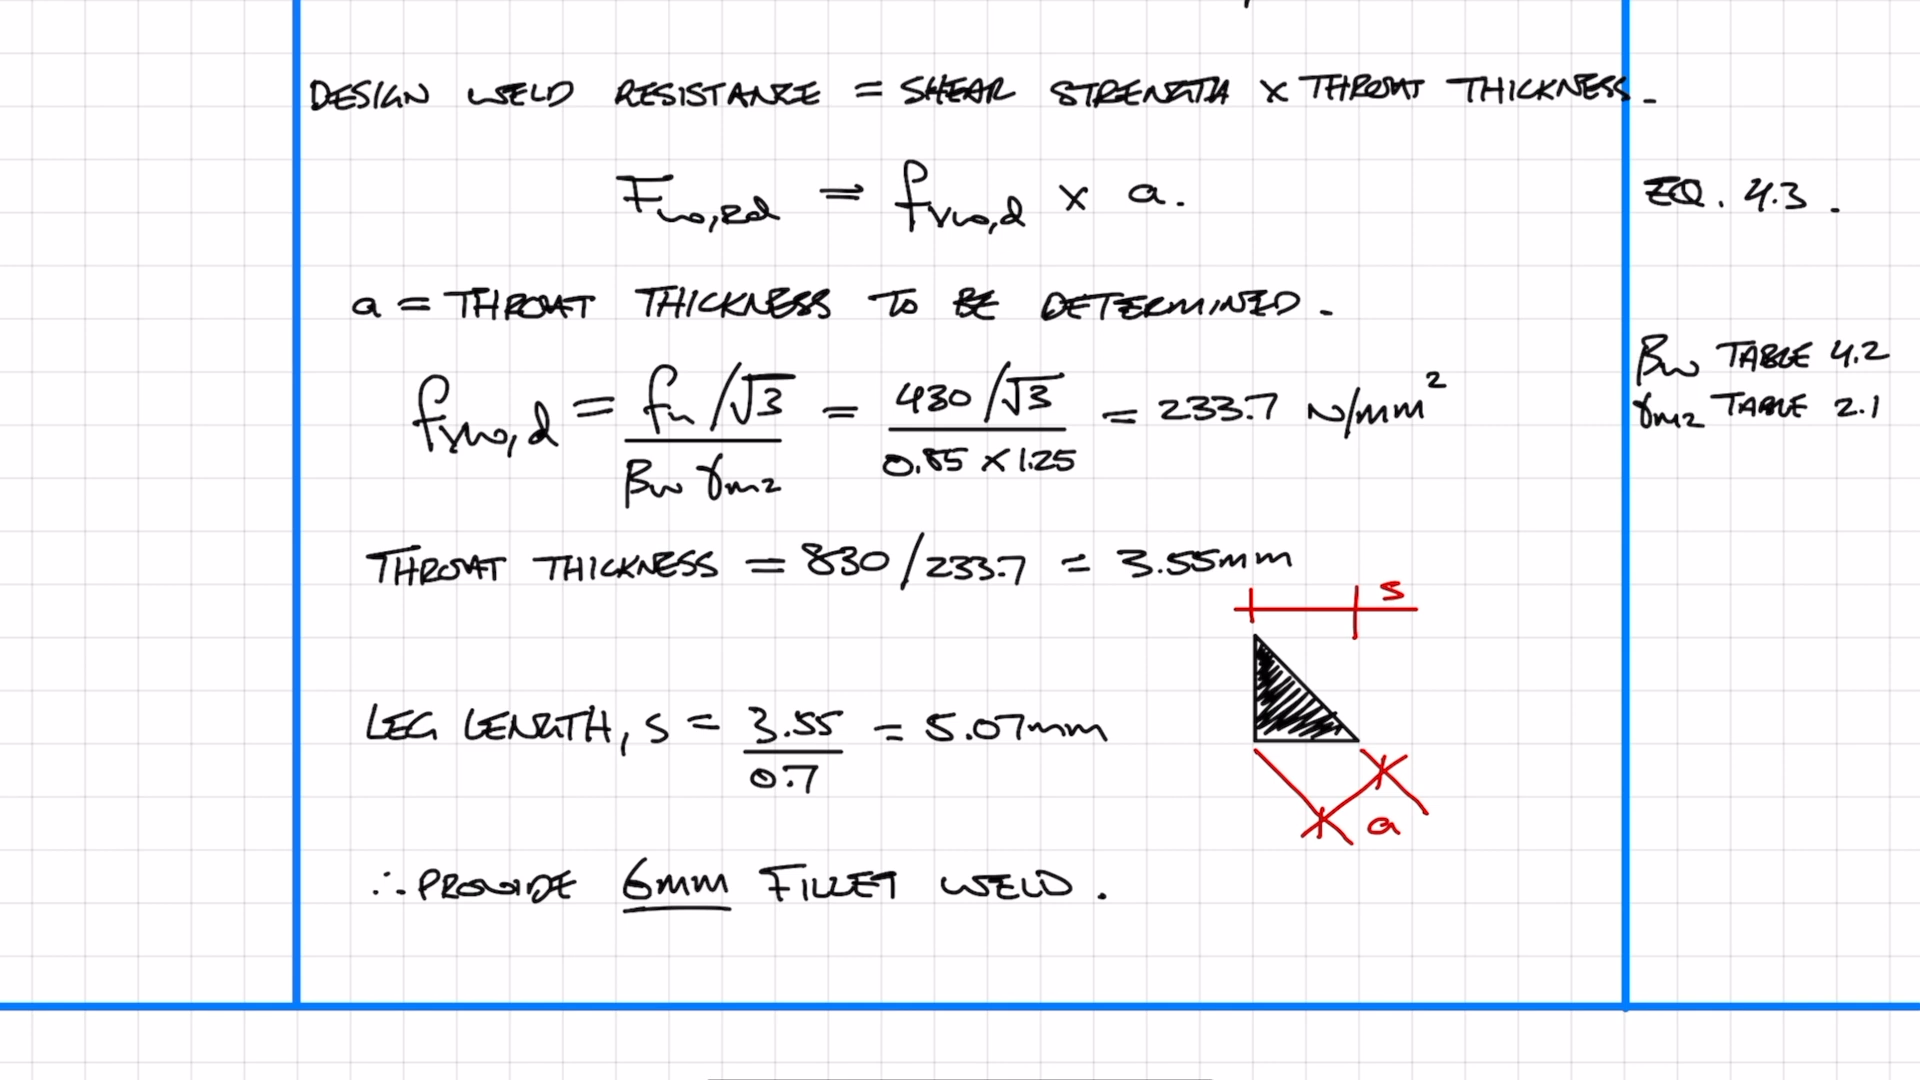 DESIGN WELD RESISTANCE = SHEAR STRENGTH × THROAT THICKNESS.
Fw,Rd = fvw,d × a.
EQ. 4.3.
a = THROAT THICKNESS TO BE DETERMINED.
βw TABLE 4.2
γm2 TABLE 2.1
fvw,d = fu/√3 / βw γm2 = 430/√3 / 0.85 × 1.25 = 233.7 N/mm²
THROAT THICKNESS = 830/233.7 = 3.55mm
s
LEG LENGTH, s = 3.55 / 0.7 = 5.07mm
a
∴ PROVIDE 6mm FILLET WELD.